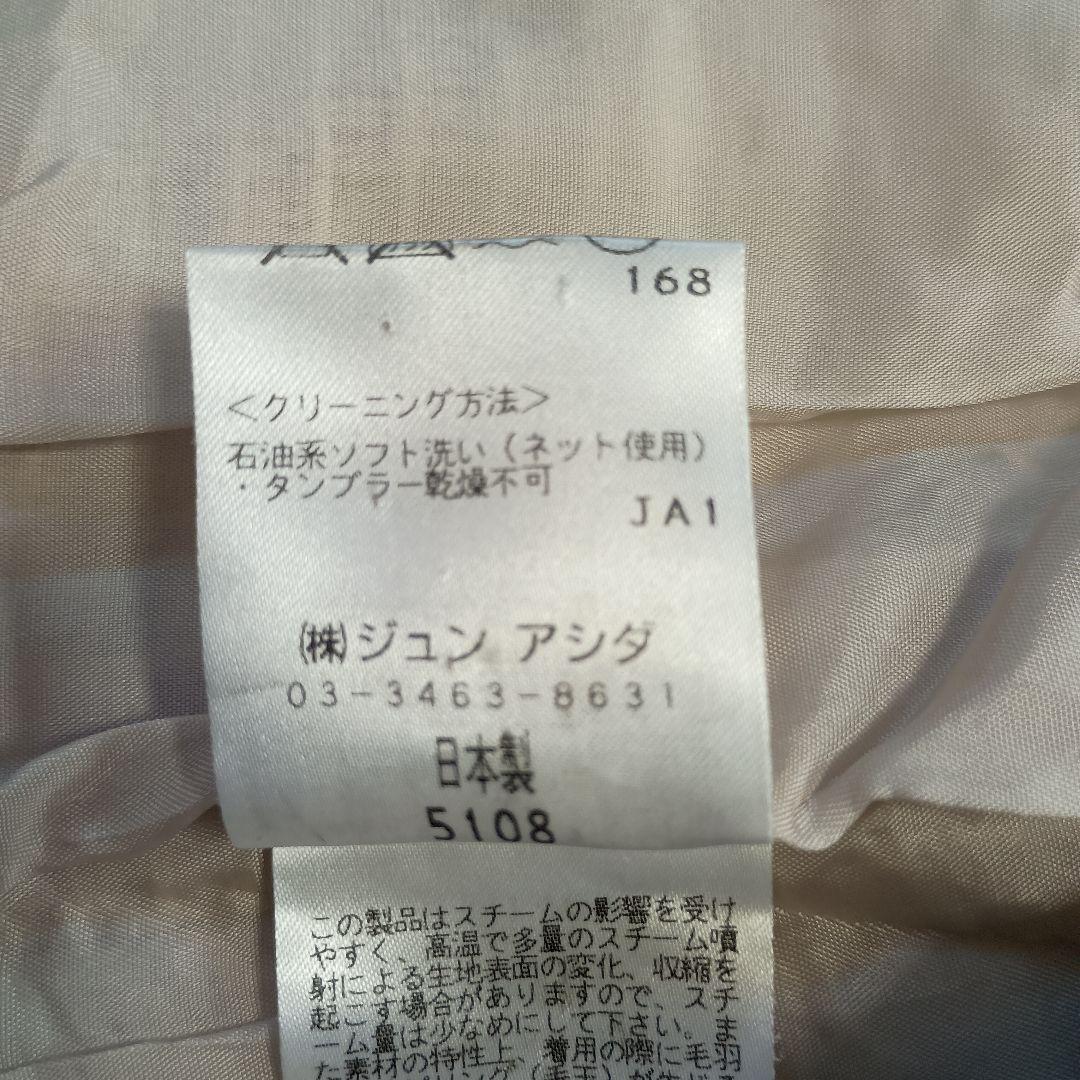 168
<クリーニング方法>
石油系ソフト洗い(ネット使用)
・タンブラー乾燥不可
JA1
㈱ジュン アシダ
03-3463-8631
日本製
5108
この製品はスチームの影響を受け
やすく、高温で多量のスチーム噴
射による生地表面の変化、収縮を
起こす場合がありますので、スチ
ーム量は少なめにして下さい。ま
た素材の特性上、着用の際に毛羽